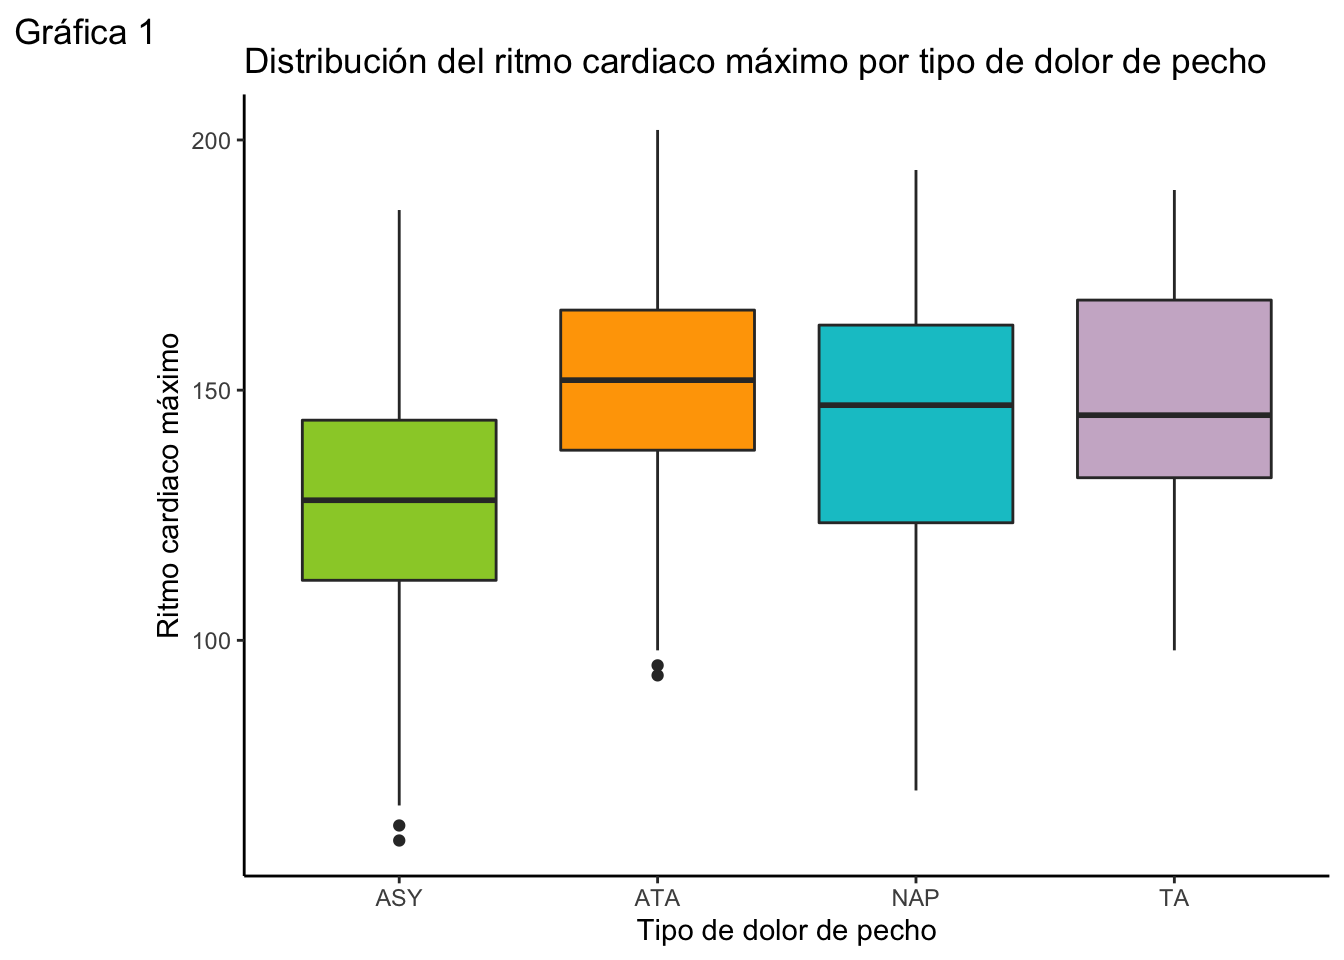 Gráfica 1
Distribución del ritmo cardiaco máximo por tipo de dolor de pecho
Ritmo cardiaco máximo
200
150
100
ASY
ATA
NAP
TA
Tipo de dolor de pecho